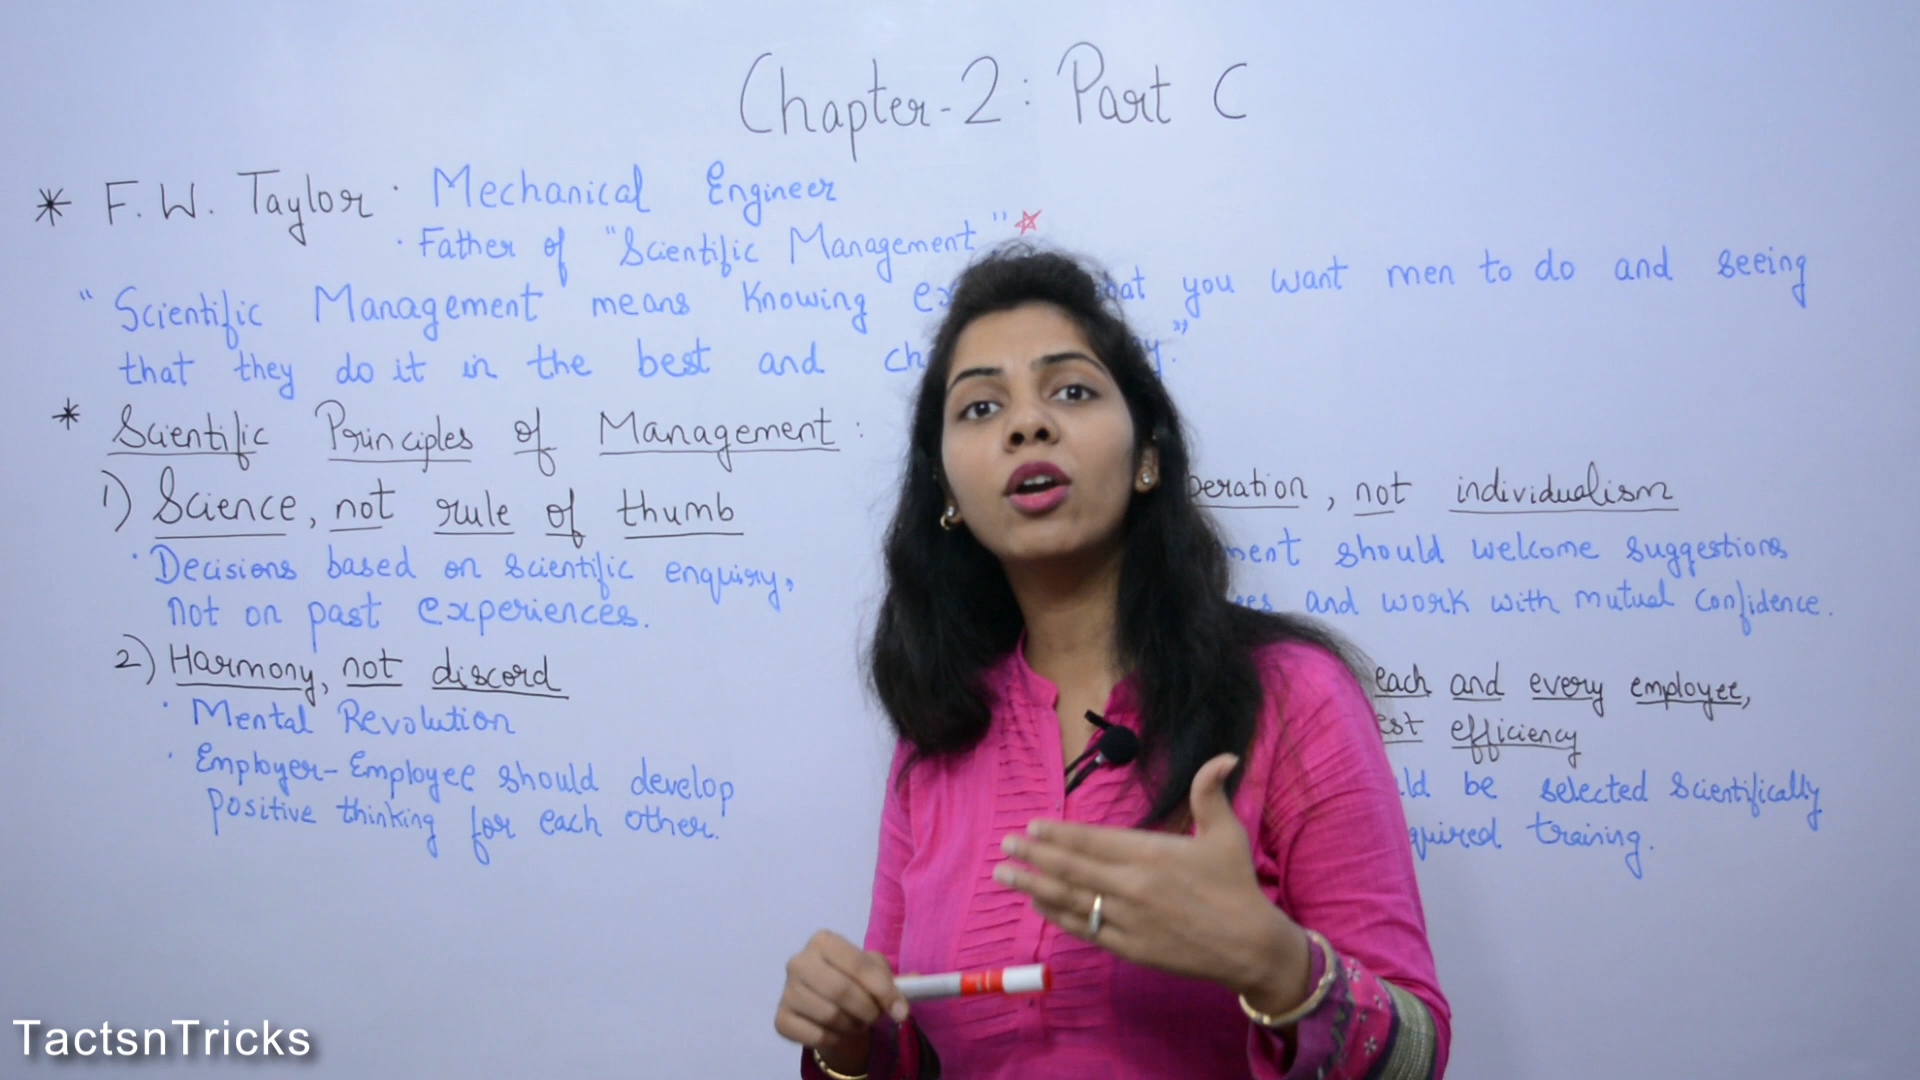 Chapter-2: Part C
* F. W. Taylor · Mechanical Engineer
· Father of "Scientific Management"
"Scientific Management means Knowing you want men to do and seeing
that they do it in the best and
* Scientific Principles of Management:
1) Science, not rule of thumb
· Decisions based on scientific enquiry,
not on past experiences.
2) Harmony, not discord
· Mental Revolution
· Employer-Employee should develop
positive thinking for each other.
, not individualism
should welcome suggestions
and work with mutual confidence.
each and every employee,
efficiency
be selected scientifically
training.
TactsnTricks